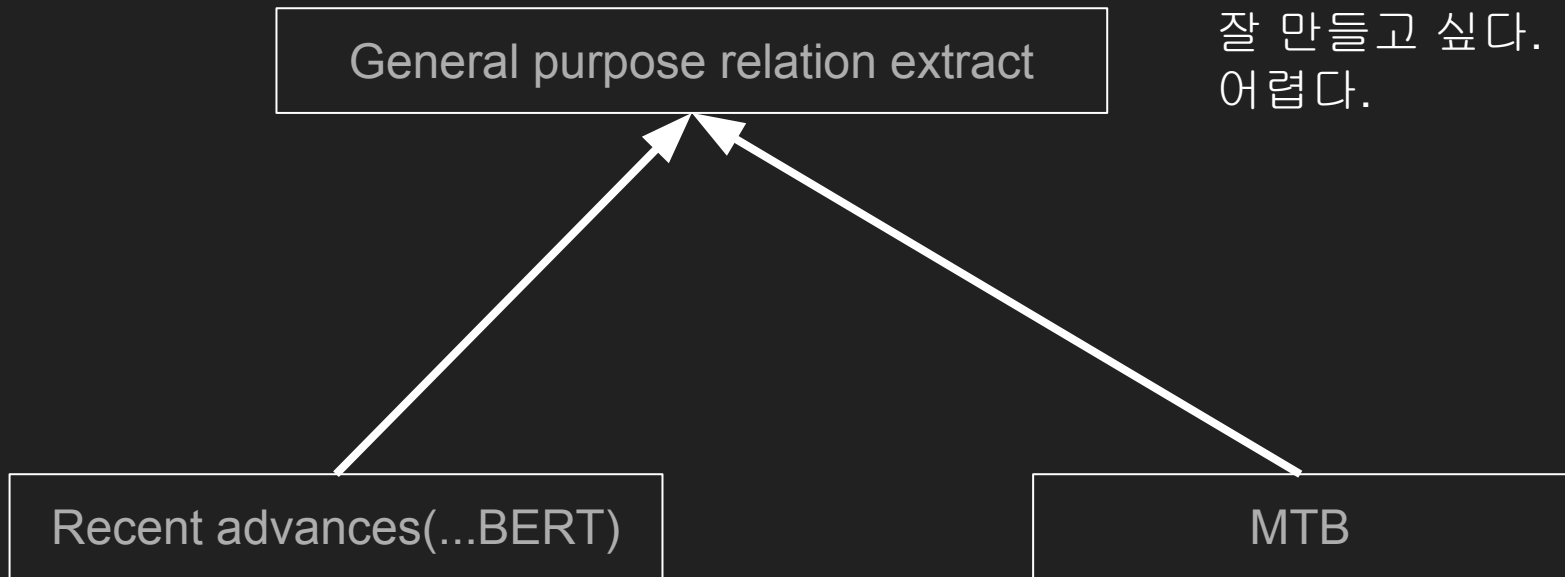 General purpose relation extract
잘 만들고 싶다.
어렵다.
Recent advances(...BERT)
MTB